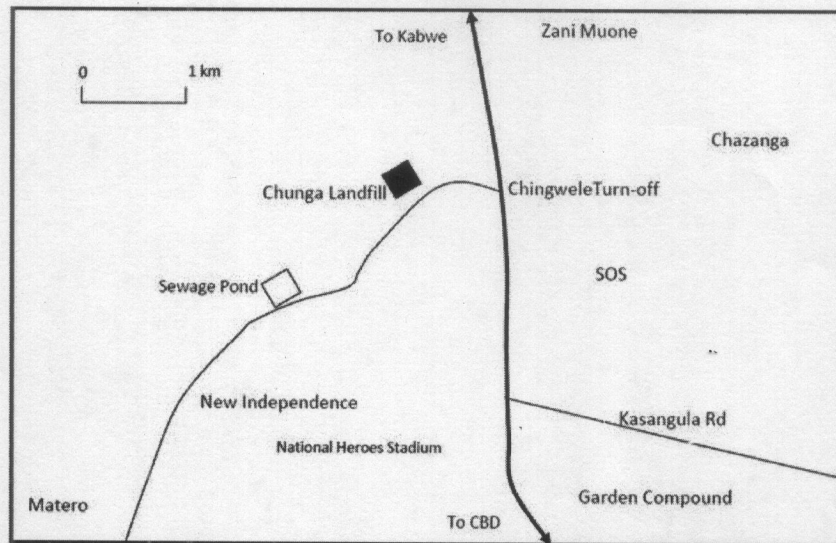 To Kabwe
Zani Muone
0
1 km
Chazanga
Chunga Landfill
ChingweleTurn-off
SOS
Sewage Pond
New Independence
Kasangula Rd
National Heroes Stadium
Matero
Garden Compound
To CBD